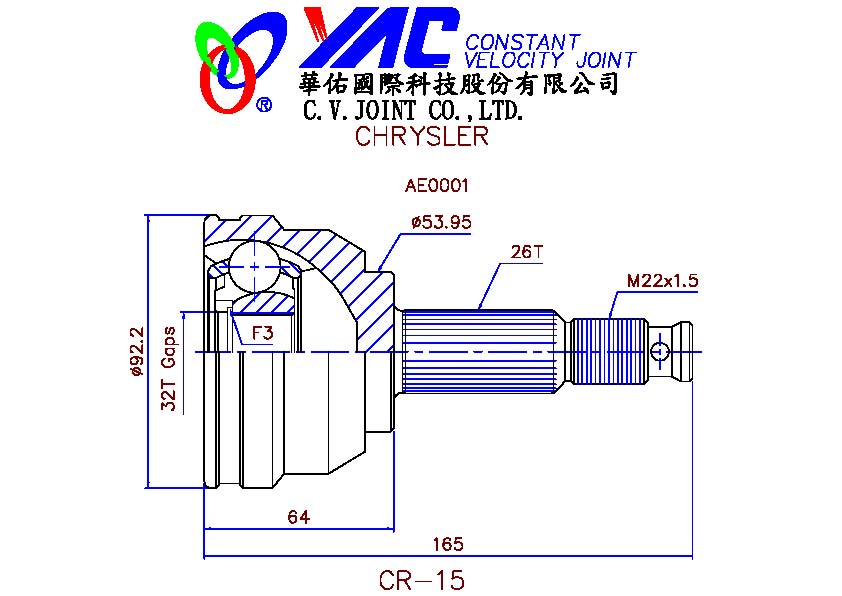 YAC CONSTANT
VELOCITY JOINT
®
華佑國際科技股份有限公司
C.V.JOINT CO.,LTD.
CHRYSLER
AE0001
ø53.95
26T
M22x1.5
F3
ø92.2
32T Gaps
64
165
CR-15